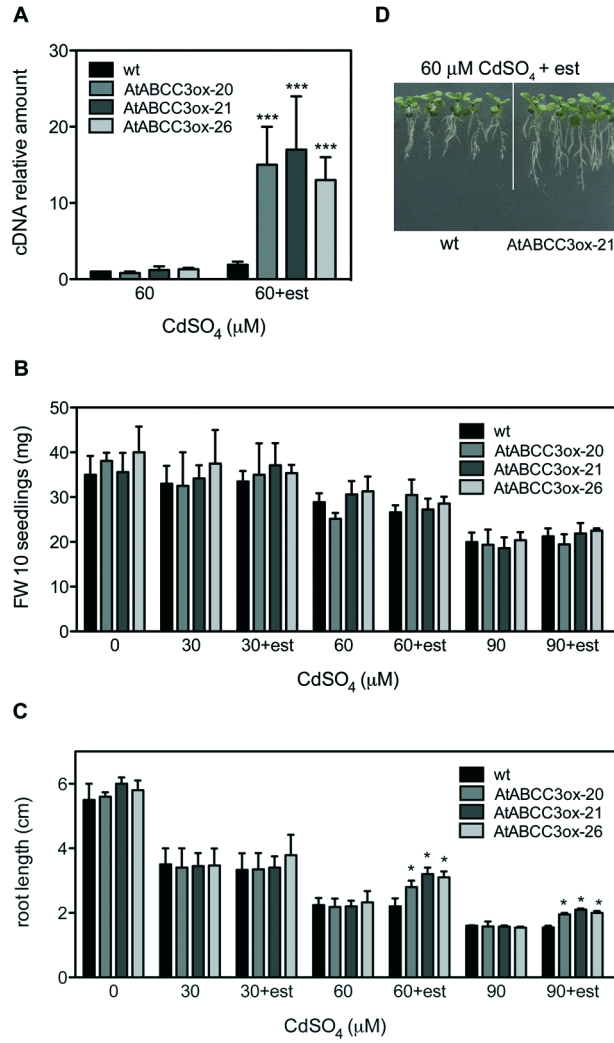 A
30
20
10
0
cDNA relative amount
wt
AtABCC3ox-20
AtABCC3ox-21
AtABCC3ox-26
***
***
***
60
60+est
CdSO4 (μM)
D
60 μM CdSO4 + est
wt
AtABCC3ox-21
B
50
40
30
20
10
0
FW 10 seedlings (mg)
wt
AtABCC3ox-20
AtABCC3ox-21
AtABCC3ox-26
0 30 30+est 60 60+est 90 90+est
CdSO4 (μM)
C
6
4
2
0
root length (cm)
wt
AtABCC3ox-20
AtABCC3ox-21
AtABCC3ox-26
* * *
* * *
0 30 30+est 60 60+est 90 90+est
CdSO4 (μM)